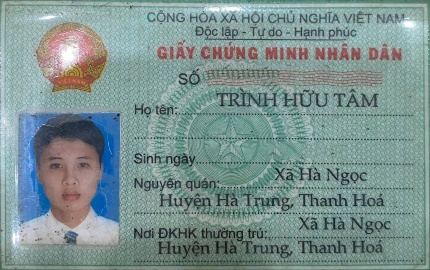 CỘNG HÒA XÃ HỘI CHỦ NGHĨA VIỆT NAM
Độc lập - Tự do - Hạnh phúc
GIẤY CHỨNG MINH NHÂN DÂN
SỐ
Họ tên: TRÌNH HỮU TÂM
Sinh ngày
Nguyên quán: Xã Hà Ngọc
Huyện Hà Trung, Thanh Hoá
Nơi ĐKHK thường trú: Xã Hà Ngọc
Huyện Hà Trung, Thanh Hoá